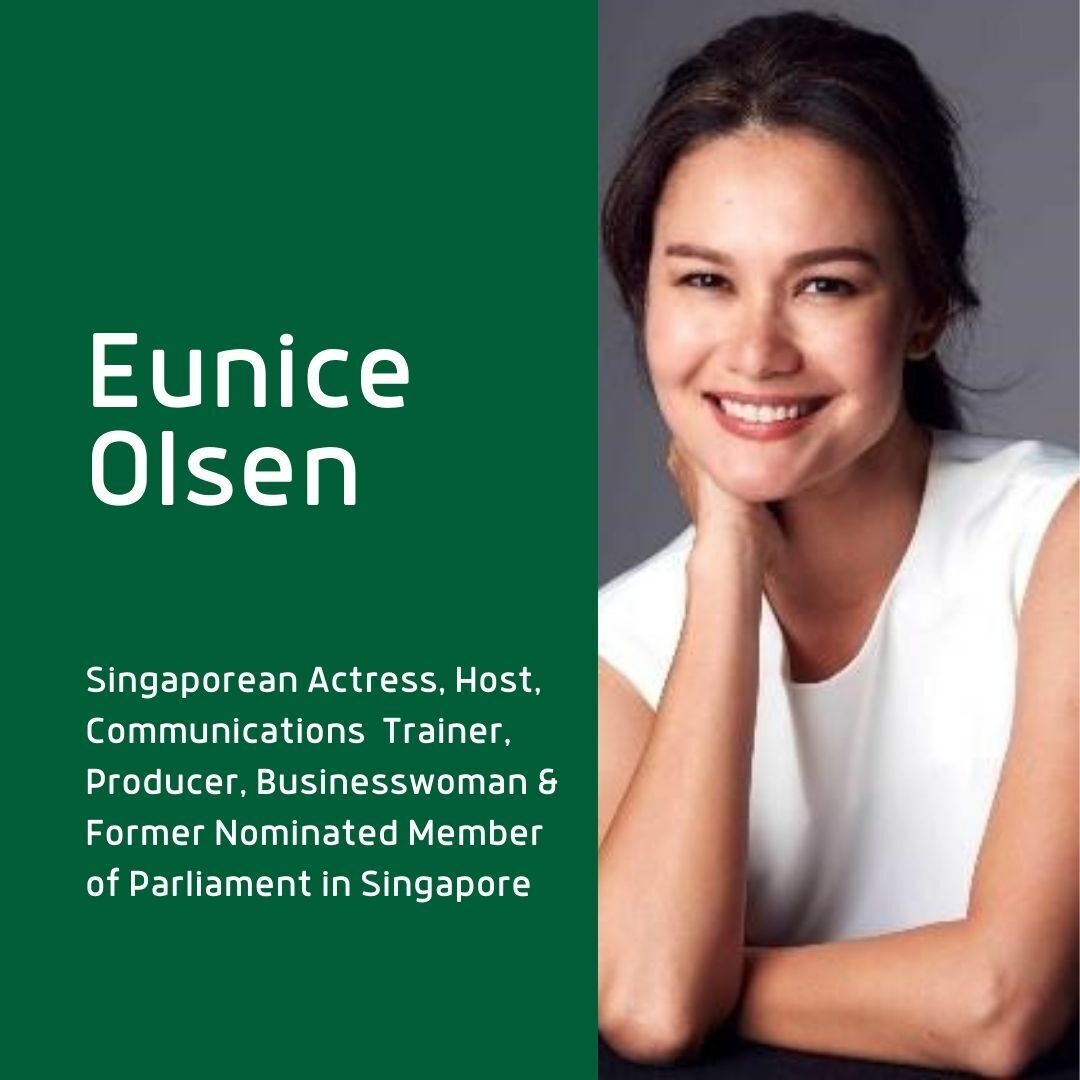 Eunice
Olsen
Singaporean Actress, Host,
Communications  Trainer,
Producer, Businesswoman &
Former Nominated Member
of Parliament in Singapore